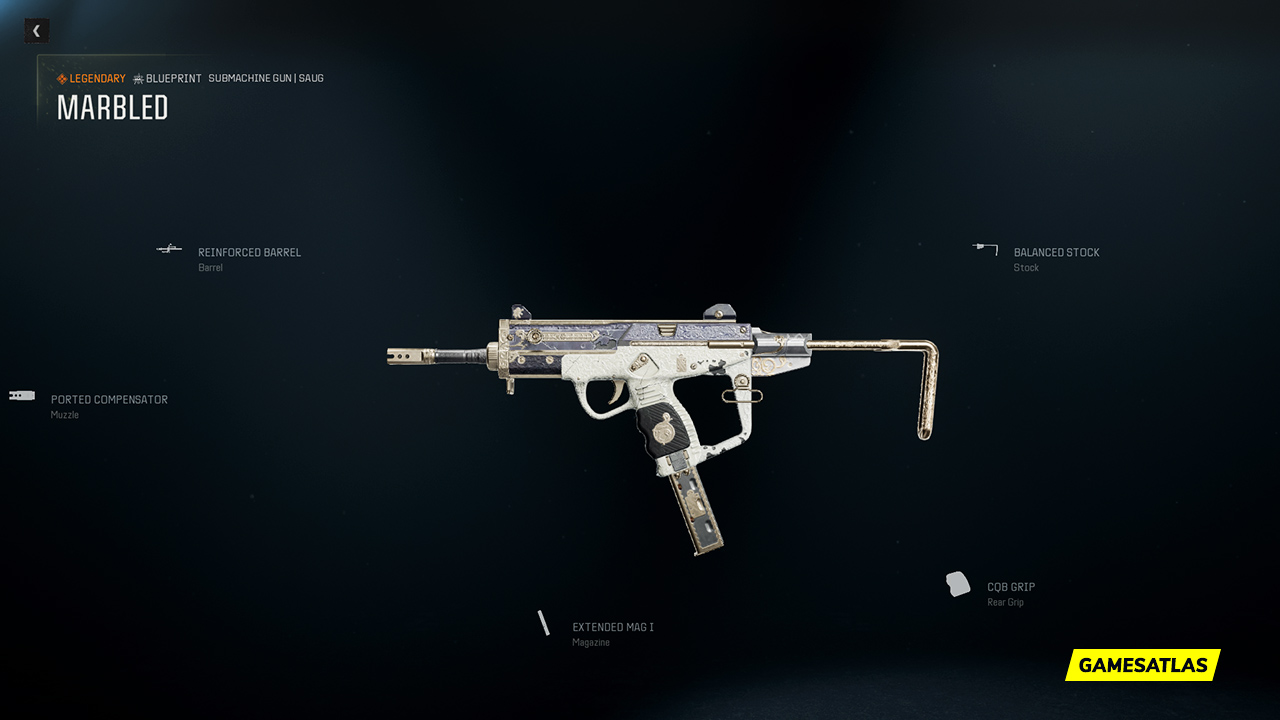 LEGENDARY BLUEPRINT SUBMACHINE GUN | SAUG
MARBLED
REINFORCED BARREL
Barrel
BALANCED STOCK
Stock
PORTED COMPENSATOR
Muzzle
CQB GRIP
Rear Grip
EXTENDED MAG I
Magazine
GAMESATLAS